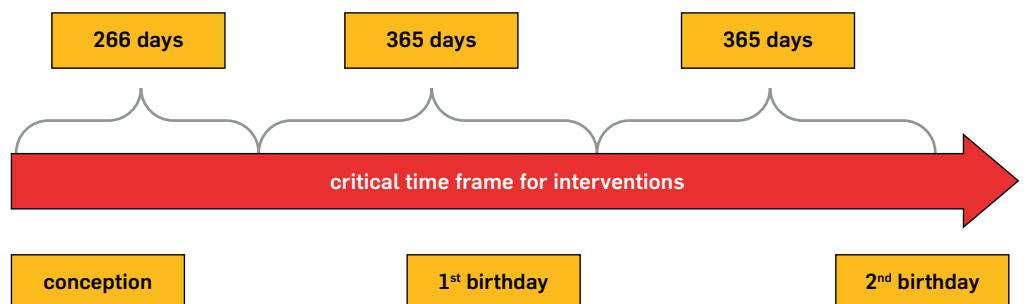 266 days
365 days
365 days
critical time frame for interventions
conception
1st birthday
2nd birthday